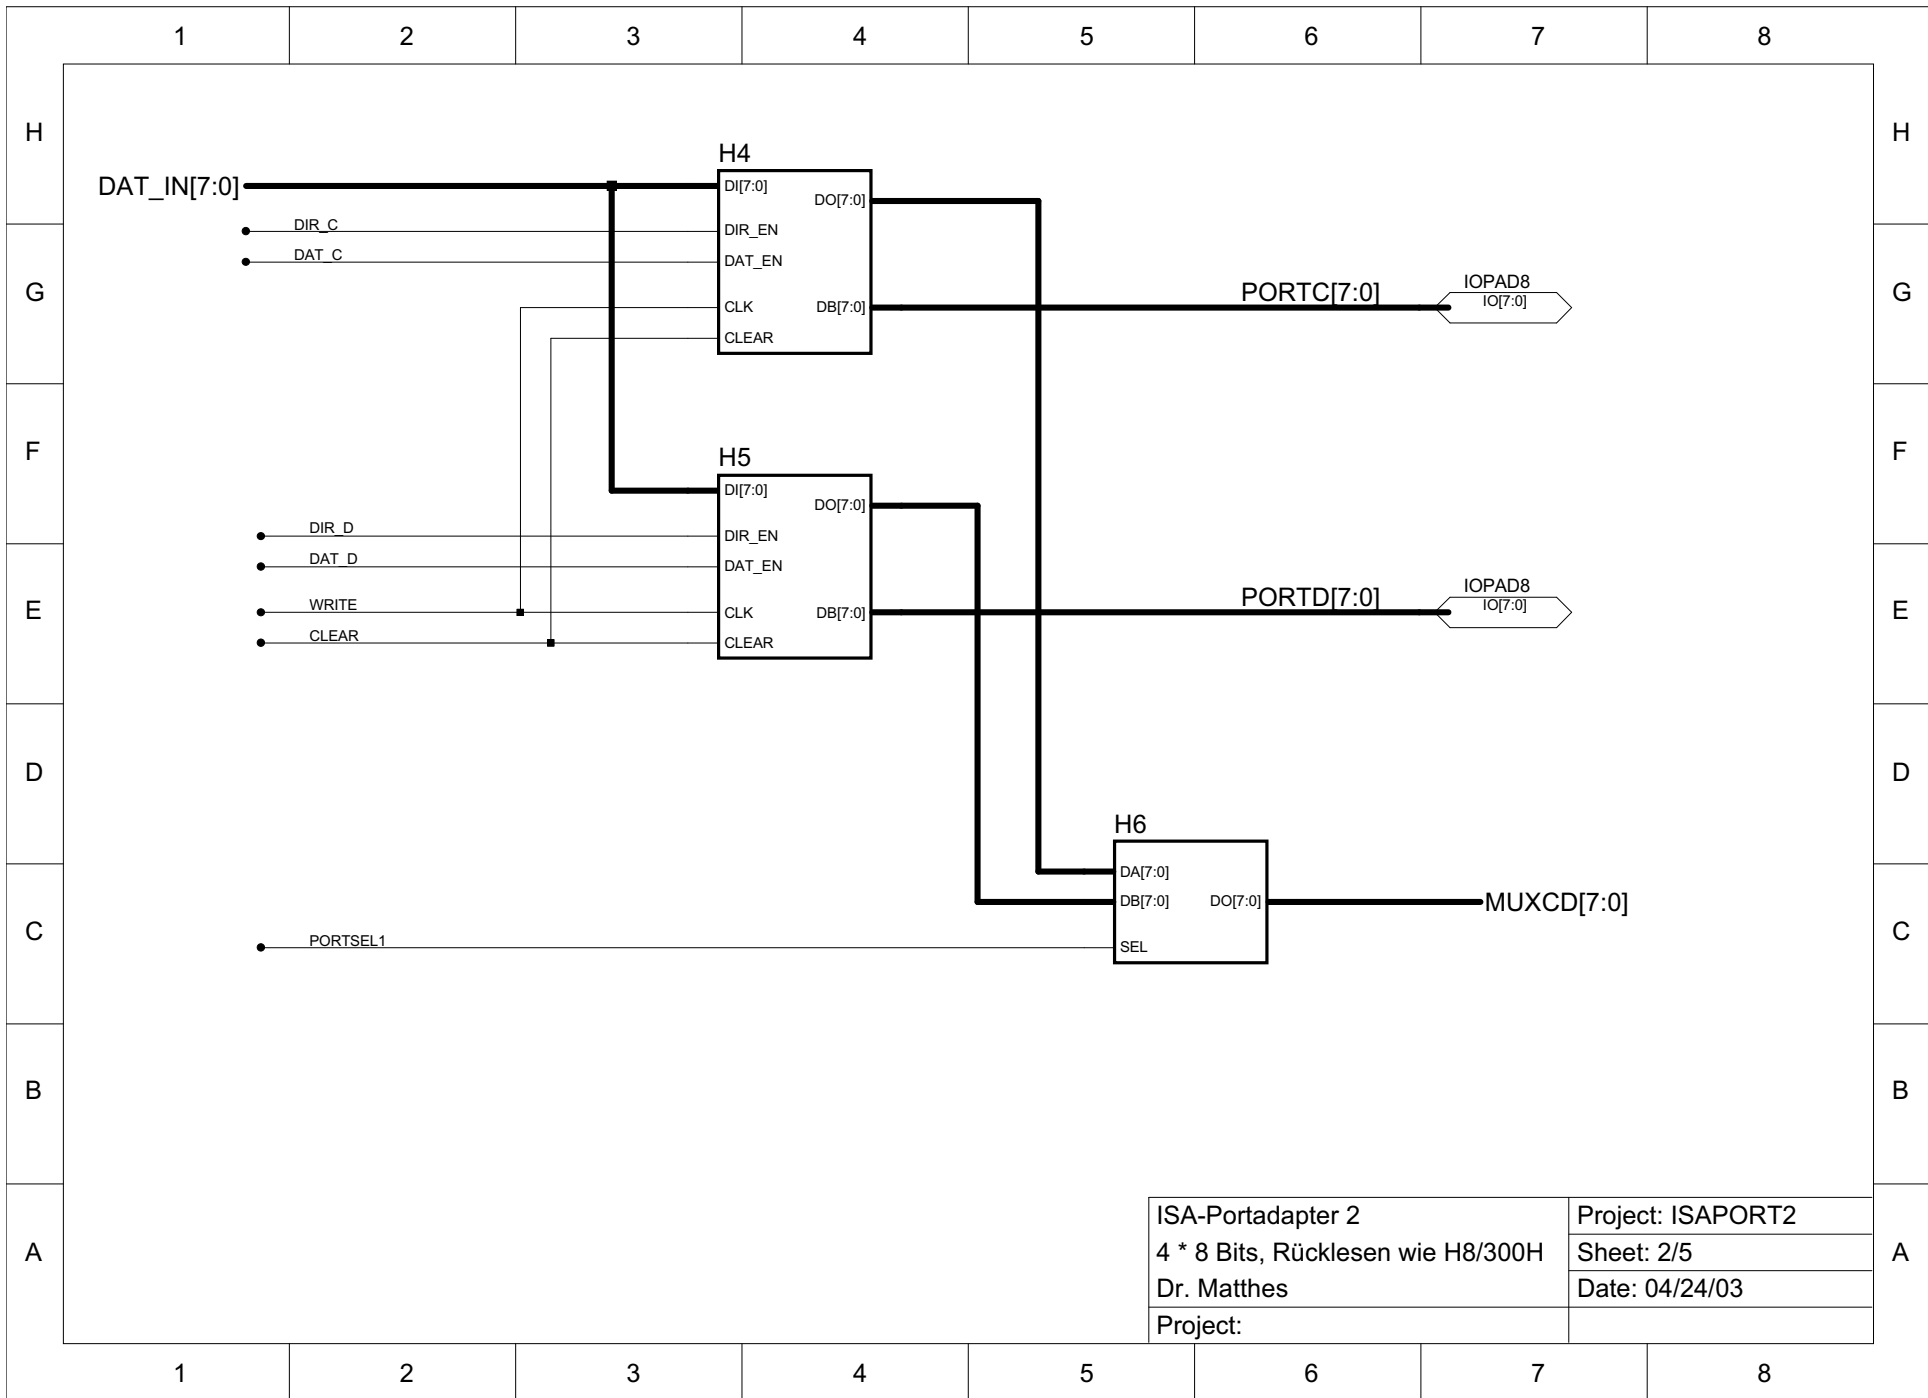 1 2 3 4 5 6 7 8
H H
H4
DAT_IN[7:0] DI[7:0]
DO[7:0]
DIR_C DIR_EN
DAT_C DAT_EN
G G
PORTC[7:0] IOPAD8
IO[7:0]
CLK DB[7:0]
CLEAR
F F
H5
DI[7:0]
DO[7:0]
DIR_D DIR_EN
DAT_D DAT_EN
E E
PORTD[7:0] IOPAD8
IO[7:0]
WRITE CLK DB[7:0]
CLEAR CLEAR
D D
H6
DA[7:0]
DB[7:0] DO[7:0] MUXCD[7:0]
C C
PORTSEL1 SEL
B B
A A
ISA-Portadapter 2 Project: ISAPORT2
4 * 8 Bits, Rücklesen wie H8/300H Sheet: 2/5
Dr. Matthes Date: 04/24/03
Project:
1 2 3 4 5 6 7 8